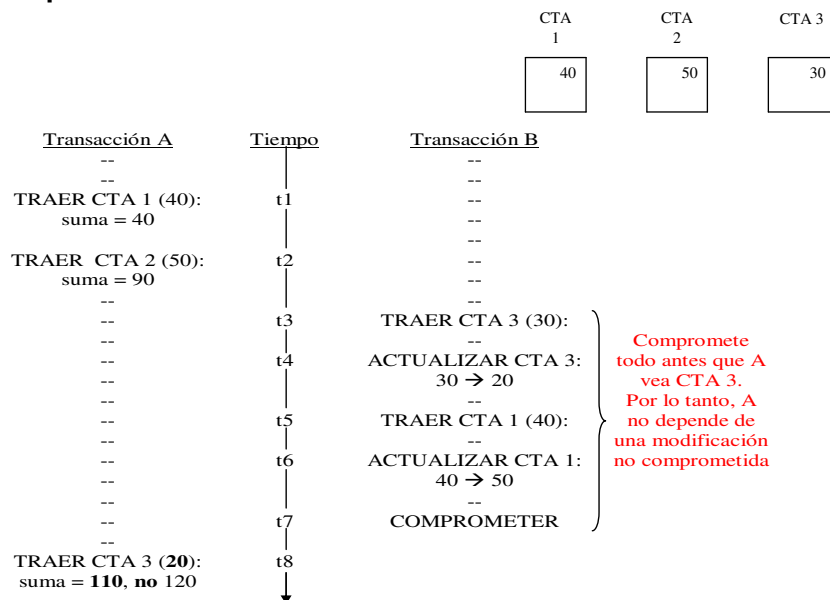 CTA CTA CTA 3
1 2
40 50 30
Transacción A Tiempo Transacción B
-- --
-- --
TRAER CTA 1 (40): t1 --
suma = 40 --
--
TRAER CTA 2 (50): t2 --
suma = 90 --
-- --
-- t3 TRAER CTA 3 (30):
-- --
-- t4 ACTUALIZAR CTA 3:
-- 30 → 20
-- --
-- t5 TRAER CTA 1 (40):
-- --
-- t6 ACTUALIZAR CTA 1:
-- 40 → 50
-- --
-- t7 COMPROMETER
--
TRAER CTA 3 (20): t8
suma = 110, no 120
Compromete
todo antes que A
vea CTA 3.
Por lo tanto, A
no depende de
una modificación
no comprometida